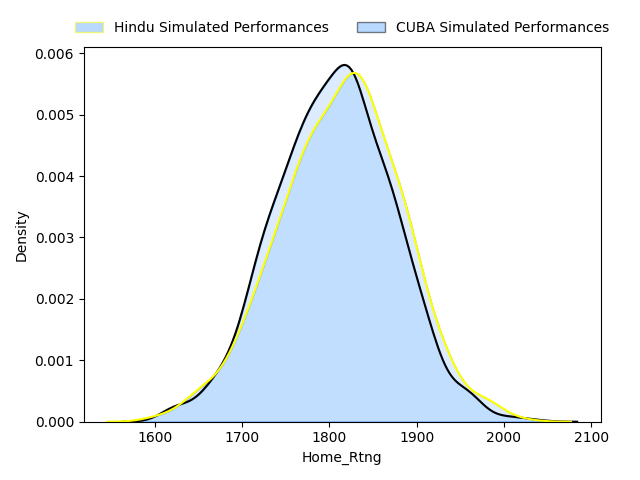 Hindu Simulated Performances CUBA Simulated Performances
0.006
0.005
0.004
0.003
0.002
0.001
0.000
Density
1600 1700 1800 1900 2000 2100
Home_Rtng